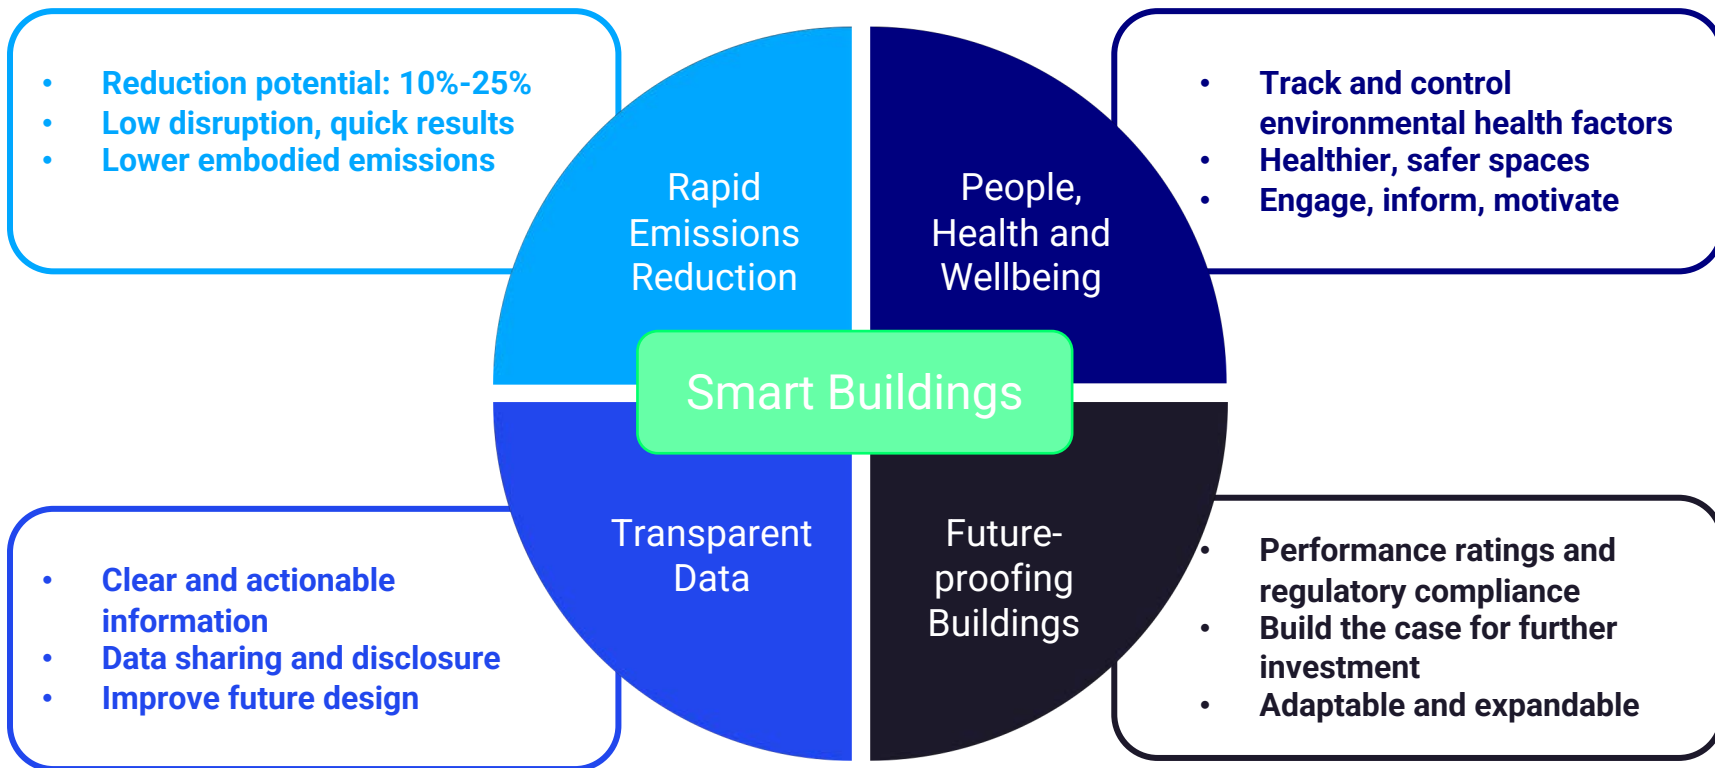 • Reduction potential: 10%-25%
• Low disruption, quick results
• Lower embodied emissions
Rapid
Emissions
Reduction
People,
Health and
Wellbeing
• Track and control
environmental health factors
• Healthier, safer spaces
• Engage, inform, motivate
Smart Buildings
• Clear and actionable
information
• Data sharing and disclosure
• Improve future design
Transparent
Data
Future-
proofing
Buildings
• Performance ratings and
regulatory compliance
• Build the case for further
investment
• Adaptable and expandable